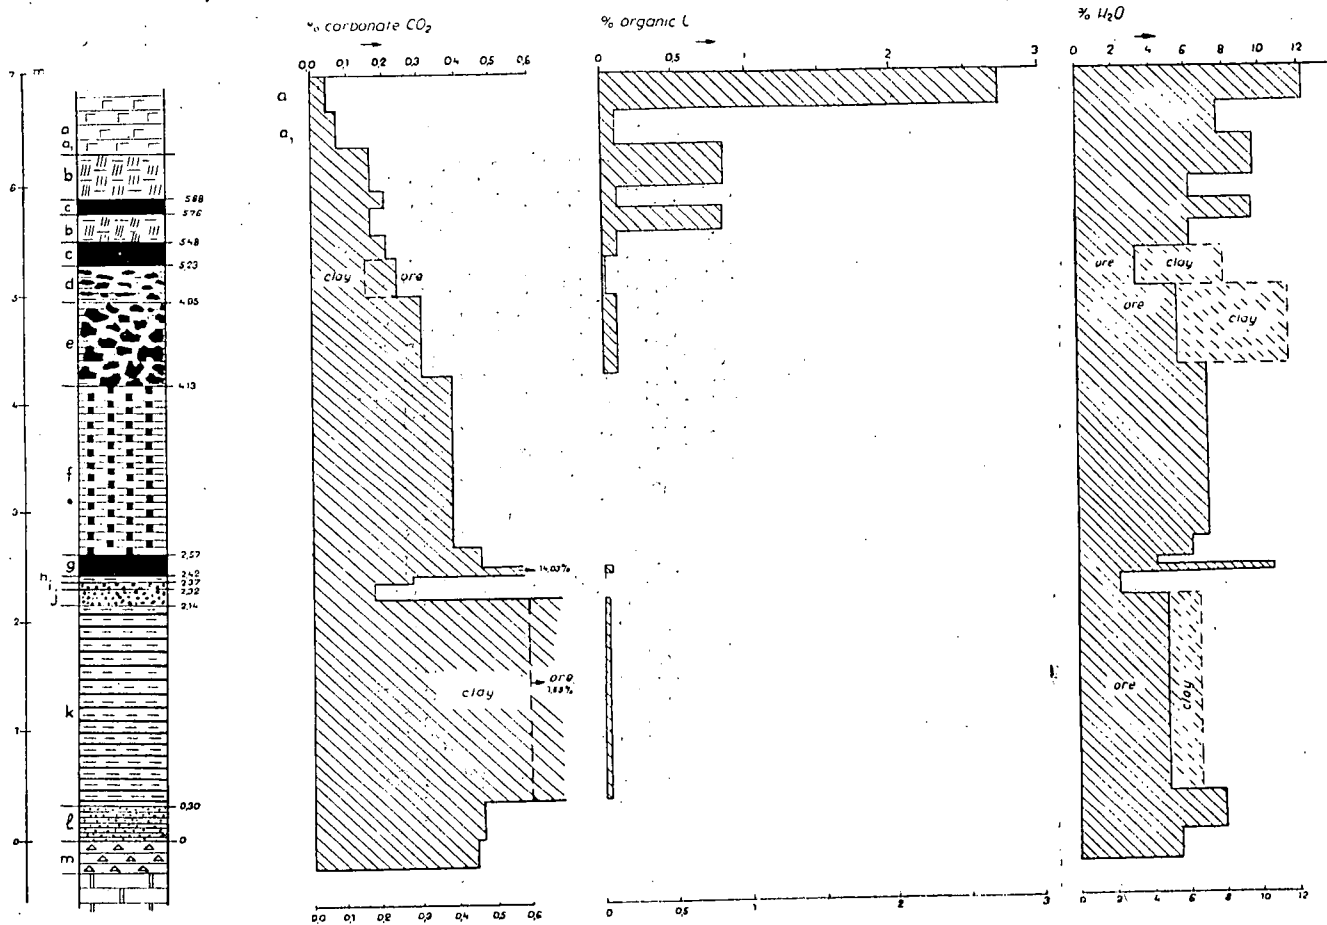 % carbonate CO₂
% organic C
% H₂O
0,0 0,1 0,2 0,3 0,4 0,5 0,6
0 0,5 1 2 3
0 2 4 6 8 10 12
7 m
a
a₁
a
a₁
b
6
5,88
c
5,76
b
5,48
c
5,23
clay ore
ore clay
d
5
4,95
ore
clay
e
4,13
4
f
3
2,57
g
14,03%
2,42
h
2,37
i
2,32
j
2,14
2
clay
ore
ore
clay
k
1
0,30
l
0
0
m
0,0 0,1 0,2 0,3 0,4 0,5 0,6
0 0,5 1 2 3
0 2 4 6 8 10 12